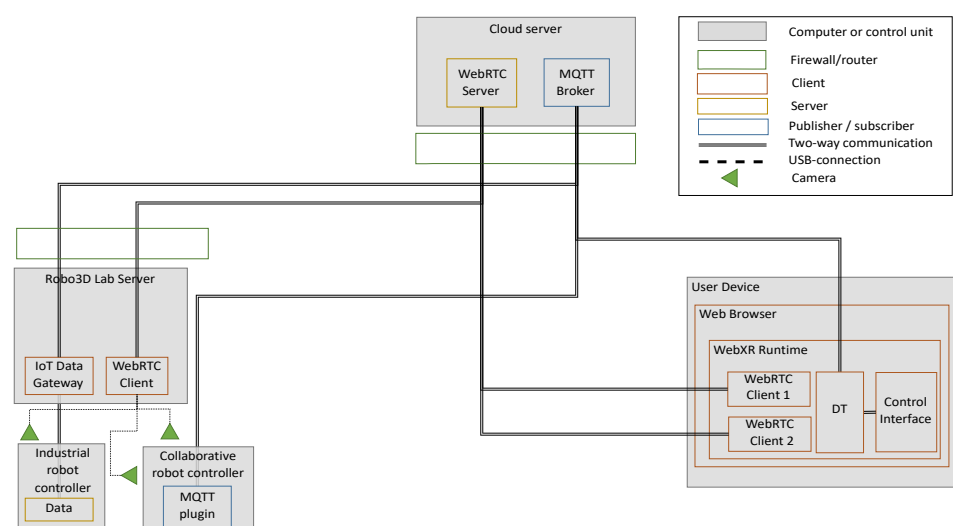 Cloud server
WebRTC
Server
MQTT
Broker
Computer or control unit
Firewall/router
Client
Server
Publisher / subscriber
Two-way communication
USB-connection
Camera
Robo3D Lab Server
IoT Data
Gateway
WebRTC
Client
Industrial
robot
controller
Data
Collaborative
robot controller
MQTT
plugin
User Device
Web Browser
WebXR Runtime
WebRTC
Client 1
WebRTC
Client 2
DT
Control
Interface